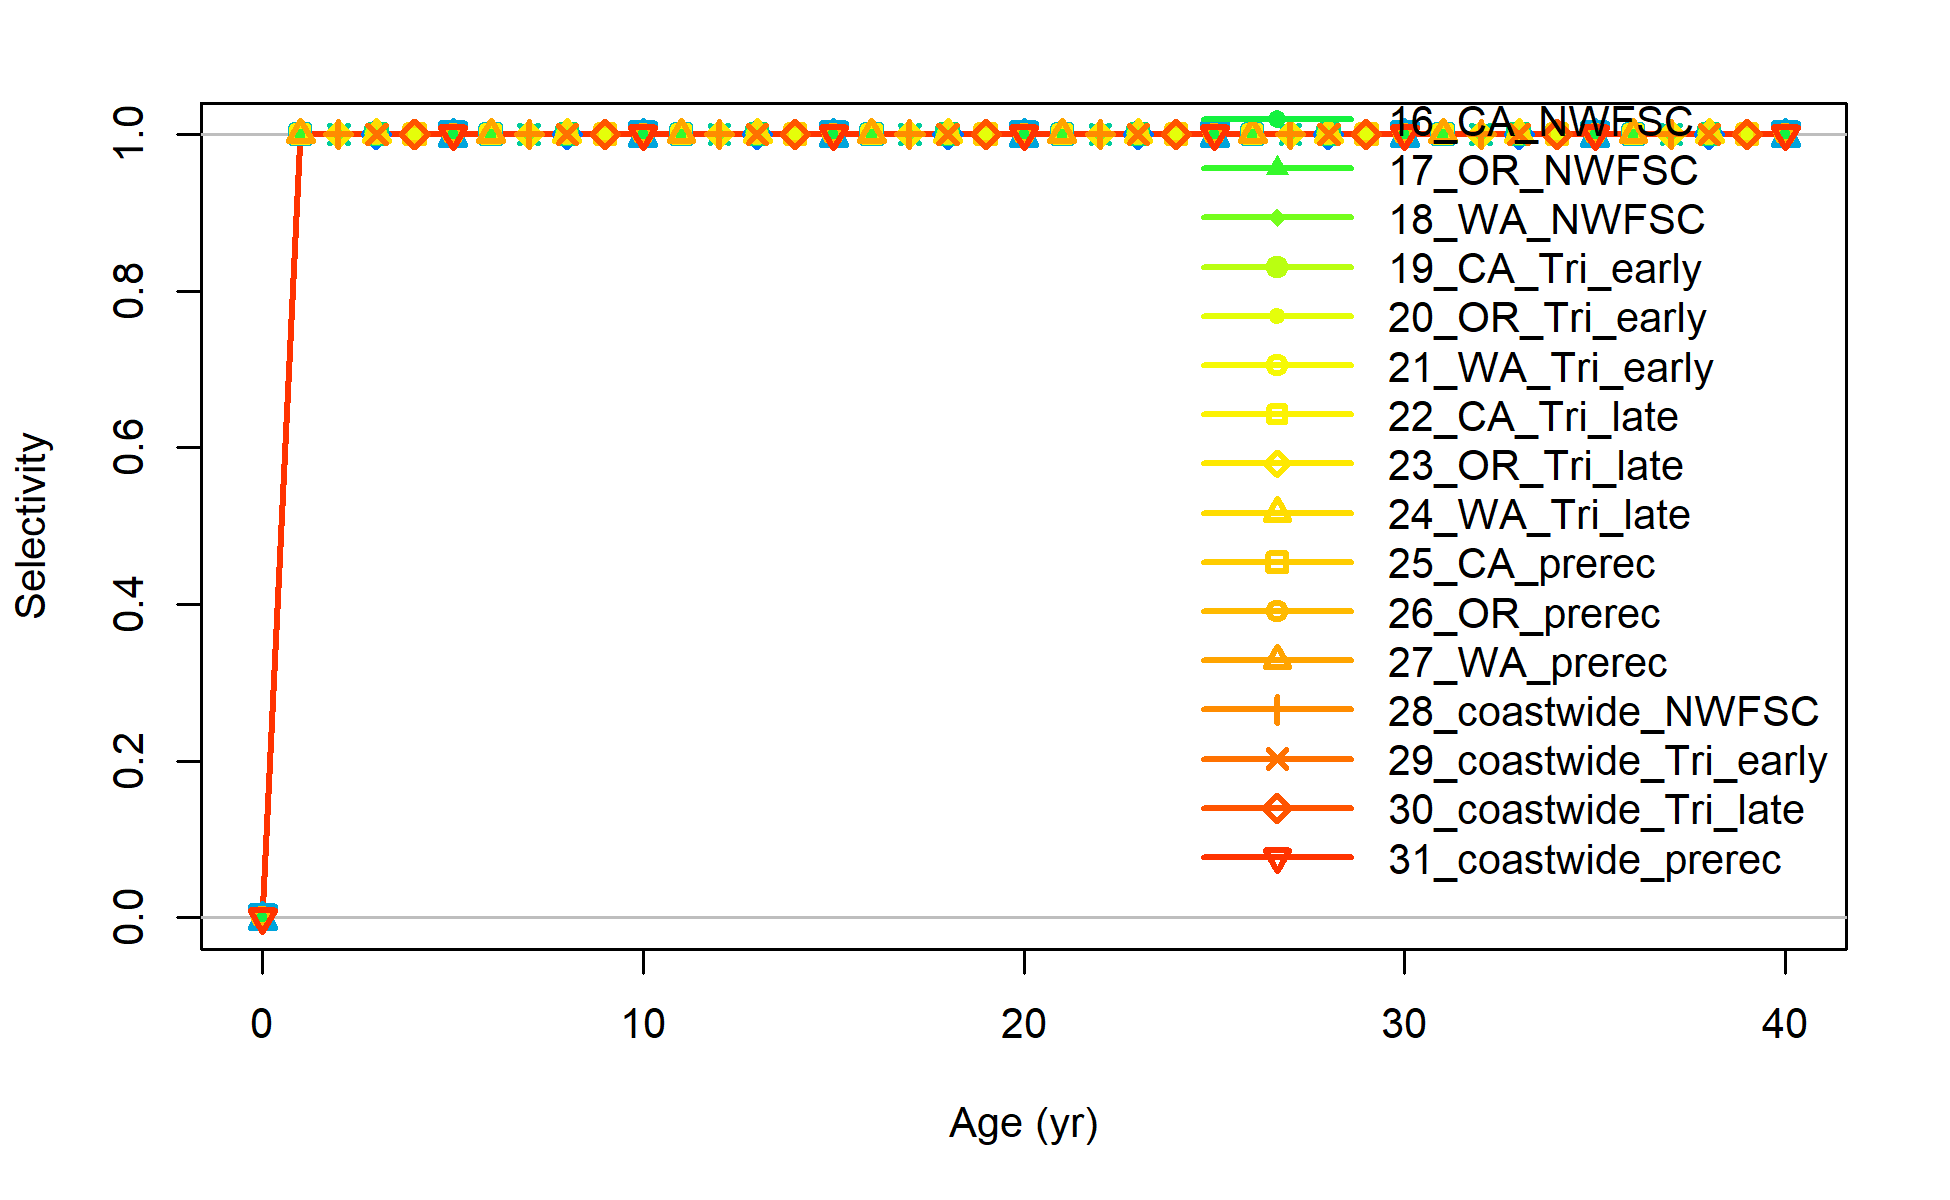 1.0
0.8
0.6
0.4
0.2
0.0
Selectivity
16_CA_NWFSC
17_OR_NWFSC
18_WA_NWFSC
19_CA_Tri_early
20_OR_Tri_early
21_WA_Tri_early
22_CA_Tri_late
23_OR_Tri_late
24_WA_Tri_late
25_CA_prerec
26_OR_prerec
27_WA_prerec
28_coastwide_NWFSC
29_coastwide_Tri_early
30_coastwide_Tri_late
31_coastwide_prerec
0 10 20 30 40
Age (yr)